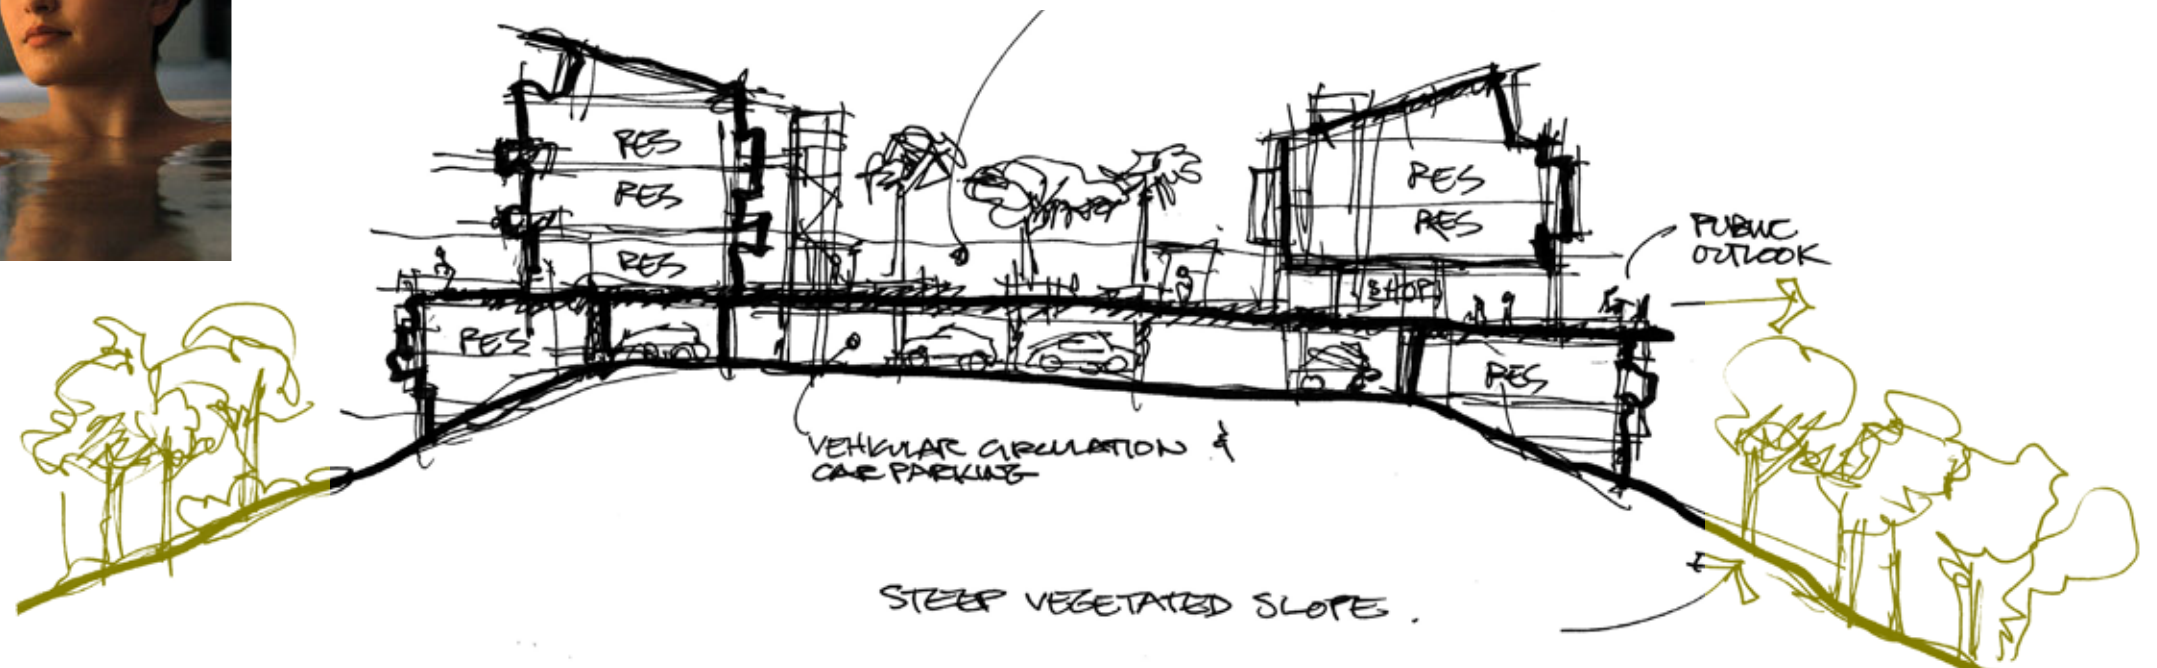 RES
RES
RES
RES
RES
SHOP
PUBLIC
OUTLOOK
RES
RES
VEHICULAR CIRCULATION &
CAR PARKING
STEEP VEGETATED SLOPE.